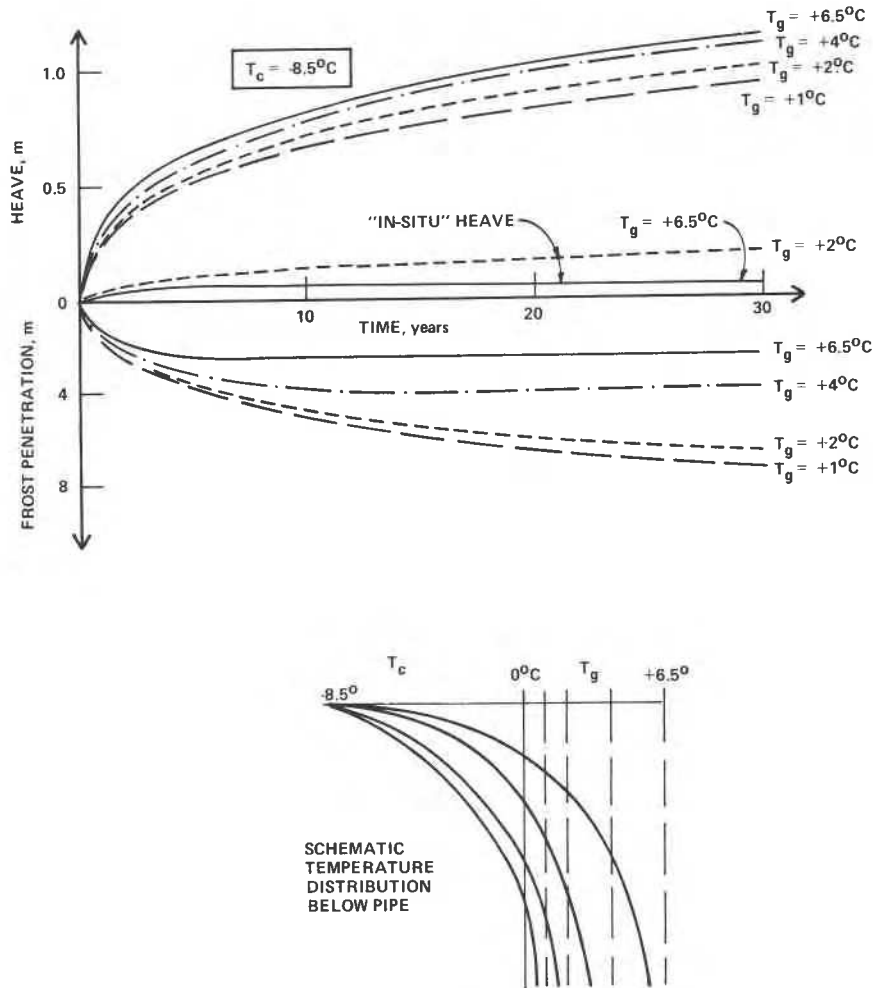 T_g = +6.5°C
T_g = +4°C
T_g = +2°C
T_g = +1°C
T_c = -8.5°C
1.0
HEAVE, m
0.5
"IN-SITU" HEAVE
T_g = +6.5°C
T_g = +2°C
0
10
20
30
TIME, years
FROST PENETRATION, m
4
8
T_g = +6.5°C
T_g = +4°C
T_g = +2°C
T_g = +1°C
T_c
0°C
T_g
-8.5°
+6.5°
SCHEMATIC
TEMPERATURE
DISTRIBUTION
BELOW PIPE